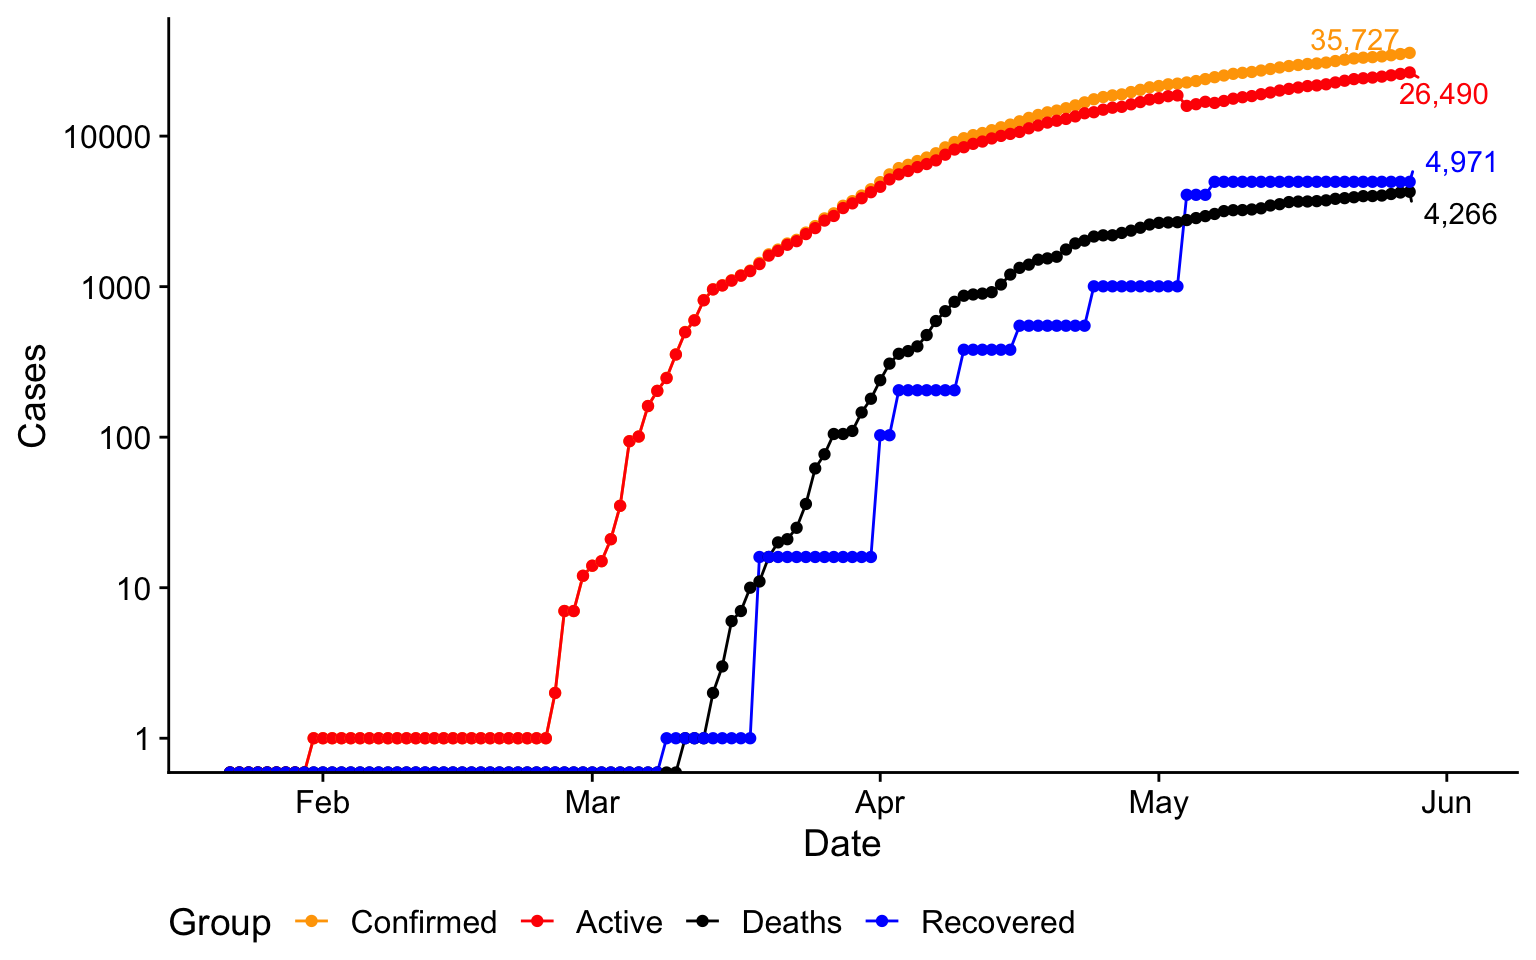 35,727
26,490
4,971
4,266
10000
1000
100
10
1
Cases
Feb Mar Apr May Jun
Date
Group Confirmed Active Deaths Recovered